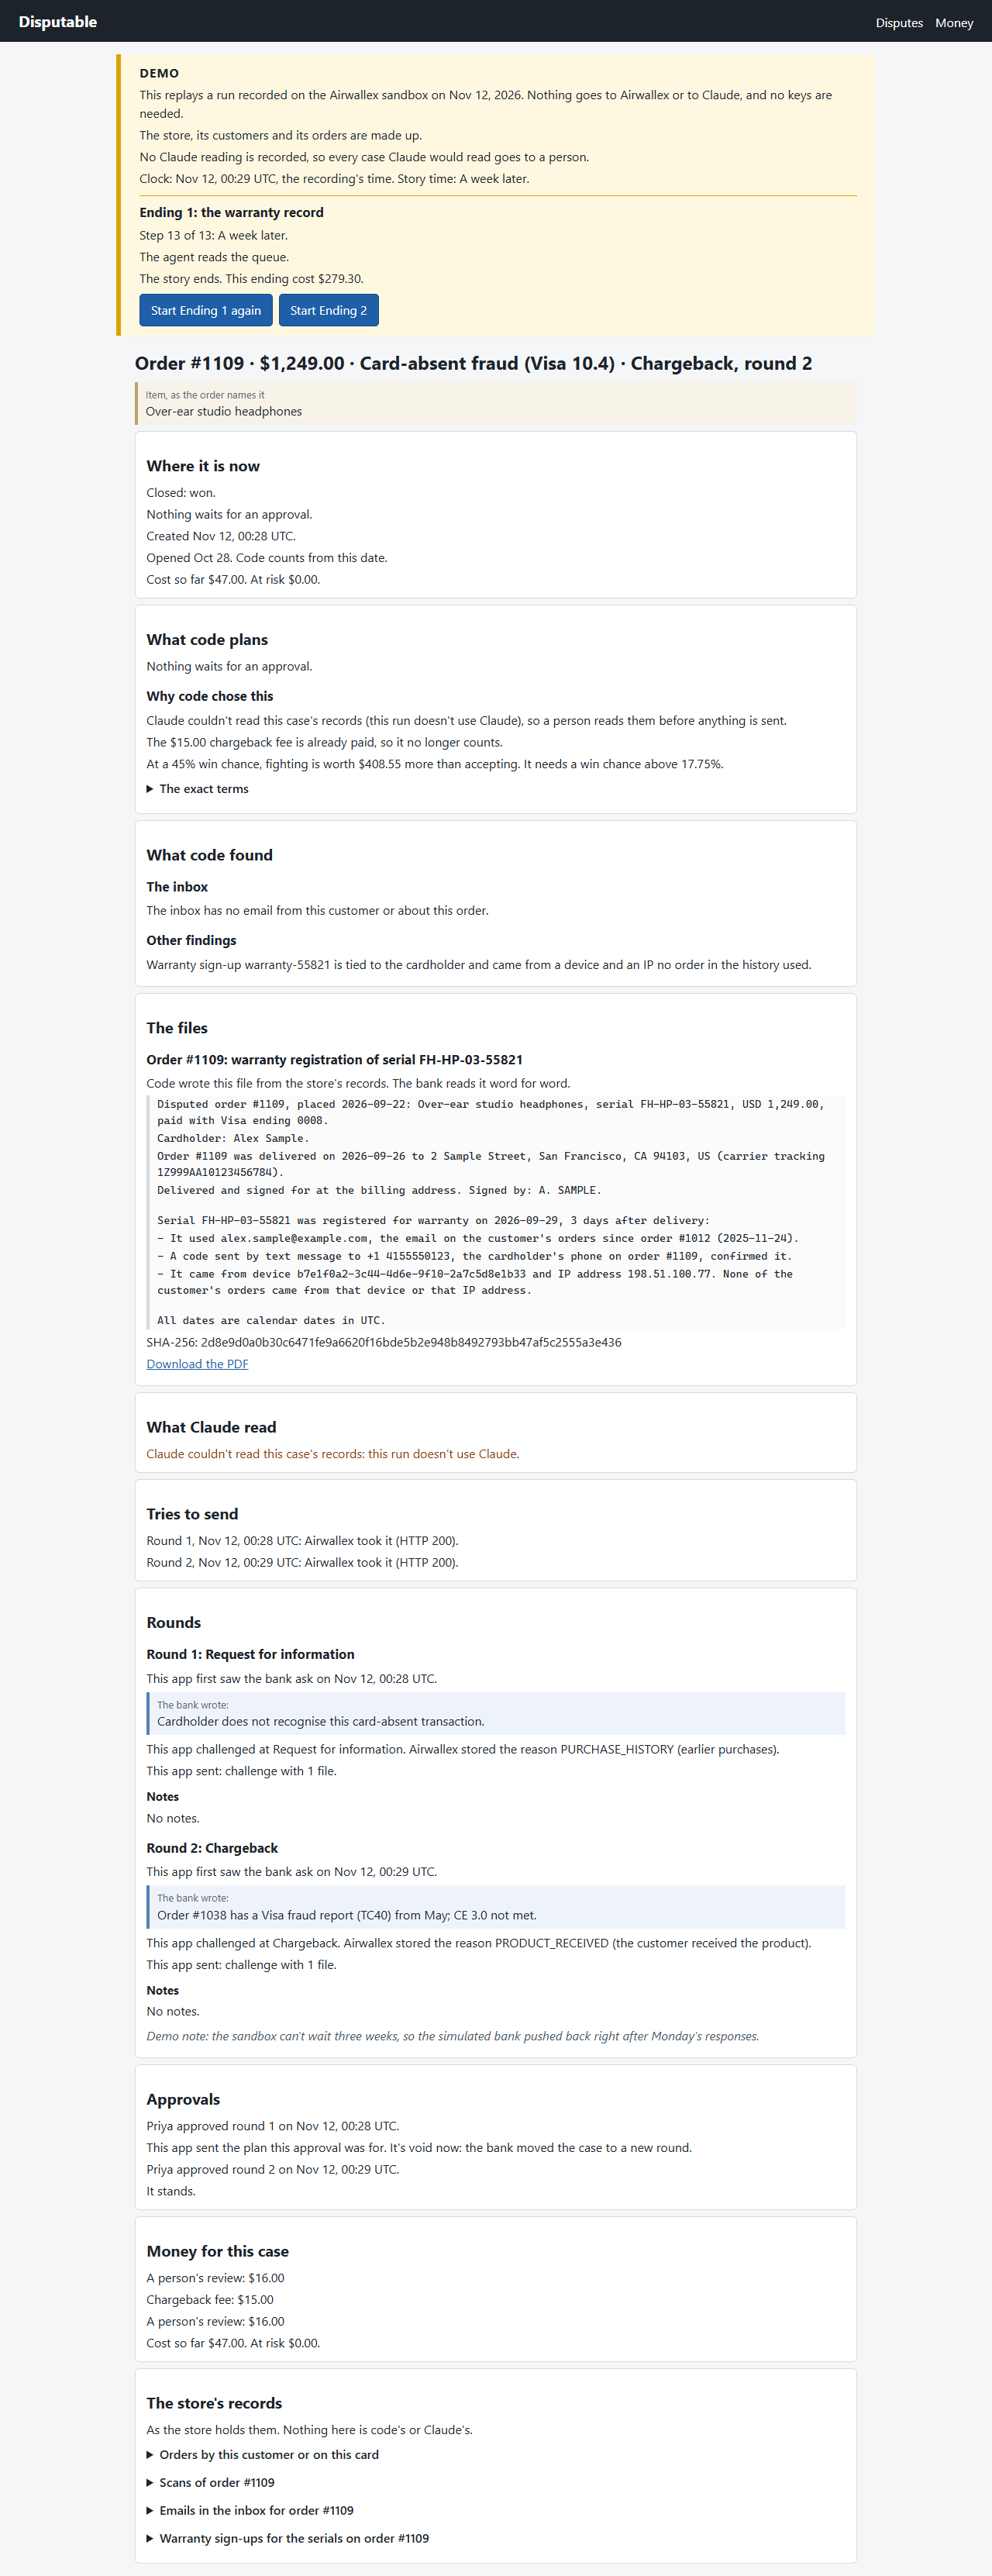 Disputable
Disputes Money
DEMO
This replays a run recorded on the Airwallex sandbox on Nov 12, 2026. Nothing goes to Airwallex or to Claude, and no keys are
needed.
The store, its customers and its orders are made up.
No Claude reading is recorded, so every case Claude would read goes to a person.
Clock: Nov 12, 00:29 UTC, the recording's time. Story time: A week later.
Ending 1: the warranty record
Step 13 of 13: A week later.
The agent reads the queue.
The story ends. This ending cost $279.30.
Start Ending 1 again
Start Ending 2
Order #1109 · $1,249.00 · Card-absent fraud (Visa 10.4) · Chargeback, round 2
Item, as the order names it
Over-ear studio headphones
Where it is now
Closed: won.
Nothing waits for an approval.
Created Nov 12, 00:28 UTC.
Opened Oct 28. Code counts from this date.
Cost so far $47.00. At risk $0.00.
What code plans
Nothing waits for an approval.
Why code chose this
Claude couldn't read this case's records (this run doesn't use Claude), so a person reads them before anything is sent.
The $15.00 chargeback fee is already paid, so it no longer counts.
At a 45% win chance, fighting is worth $408.55 more than accepting. It needs a win chance above 17.75%.
▶ The exact terms
What code found
The inbox
The inbox has no email from this customer or about this order.
Other findings
Warranty sign-up warranty-55821 is tied to the cardholder and came from a device and an IP no order in the history used.
The files
Order #1109: warranty registration of serial FH-HP-03-55821
Code wrote this file from the store's records. The bank reads it word for word.
Disputed order #1109, placed 2026-09-22: Over-ear studio headphones, serial FH-HP-03-55821, USD 1,249.00,
paid with Visa ending 0008.
Cardholder: Alex Sample.
Order #1109 was delivered on 2026-09-26 to 2 Sample Street, San Francisco, CA 94103, US (carrier tracking
1Z999AA10123456784).
Delivered and signed for at the billing address. Signed by: A. SAMPLE.
Serial FH-HP-03-55821 was registered for warranty on 2026-09-29, 3 days after delivery:
- It used alex.sample@example.com, the email on the customer's orders since order #1012 (2025-11-24).
- A code sent by text message to +1 4155550123, the cardholder's phone on order #1109, confirmed it.
- It came from device b7e1f0a2-3c44-4d6e-9f10-2a7c5d8e1b33 and IP address 198.51.100.77. None of the
customer's orders came from that device or that IP address.
All dates are calendar dates in UTC.
SHA-256: 2d8e9d0a0b30c6471fe9a6620f16bde5b2e948b8492793bb47af5c2555a3e436
Download the PDF
What Claude read
Claude couldn't read this case's records: this run doesn't use Claude.
Tries to send
Round 1, Nov 12, 00:28 UTC: Airwallex took it (HTTP 200).
Round 2, Nov 12, 00:29 UTC: Airwallex took it (HTTP 200).
Rounds
Round 1: Request for information
This app first saw the bank ask on Nov 12, 00:28 UTC.
The bank wrote:
Cardholder does not recognise this card-absent transaction.
This app challenged at Request for information. Airwallex stored the reason PURCHASE_HISTORY (earlier purchases).
This app sent: challenge with 1 file.
Notes
No notes.
Round 2: Chargeback
This app first saw the bank ask on Nov 12, 00:29 UTC.
The bank wrote:
Order #1038 has a Visa fraud report (TC40) from May; CE 3.0 not met.
This app challenged at Chargeback. Airwallex stored the reason PRODUCT_RECEIVED (the customer received the product).
This app sent: challenge with 1 file.
Notes
No notes.
Demo note: the sandbox can't wait three weeks, so the simulated bank pushed back right after Monday's responses.
Approvals
Priya approved round 1 on Nov 12, 00:28 UTC.
This app sent the plan this approval was for. It's void now: the bank moved the case to a new round.
Priya approved round 2 on Nov 12, 00:29 UTC.
It stands.
Money for this case
A person's review: $16.00
Chargeback fee: $15.00
A person's review: $16.00
Cost so far $47.00. At risk $0.00.
The store's records
As the store holds them. Nothing here is code's or Claude's.
▶ Orders by this customer or on this card
▶ Scans of order #1109
▶ Emails in the inbox for order #1109
▶ Warranty sign-ups for the serials on order #1109